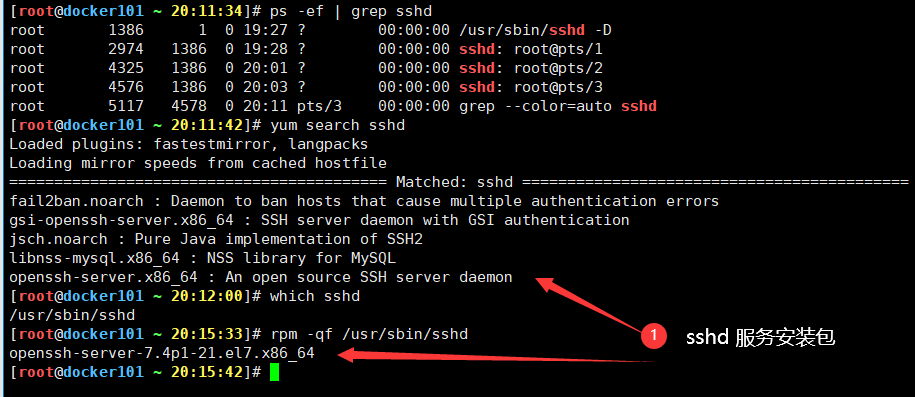 [root@docker101 ~ 20:11:34]# ps -ef | grep sshd
root 1386 1 0 19:27 ? 00:00:00 /usr/sbin/sshd -D
root 2974 1386 0 19:28 ? 00:00:00 sshd: root@pts/1
root 4325 1386 0 20:01 ? 00:00:00 sshd: root@pts/2
root 4576 1386 0 20:03 ? 00:00:00 sshd: root@pts/3
root 5117 4578 0 20:11 pts/3 00:00:00 grep --color=auto sshd
[root@docker101 ~ 20:11:42]# yum search sshd
Loaded plugins: fastestmirror, langpacks
Loading mirror speeds from cached hostfile
========================================= Matched: sshd ==========================================
fail2ban.noarch : Daemon to ban hosts that cause multiple authentication errors
gsi-openssh-server.x86_64 : SSH server daemon with GSI authentication
jsch.noarch : Pure Java implementation of SSH2
libnss-mysql.x86_64 : NSS library for MySQL
openssh-server.x86_64 : An open source SSH server daemon
[root@docker101 ~ 20:12:00]# which sshd
/usr/sbin/sshd
[root@docker101 ~ 20:15:33]# rpm -qf /usr/sbin/sshd
1 sshd 服务安装包
openssh-server-7.4p1-21.el7.x86_64
[root@docker101 ~ 20:15:42]#